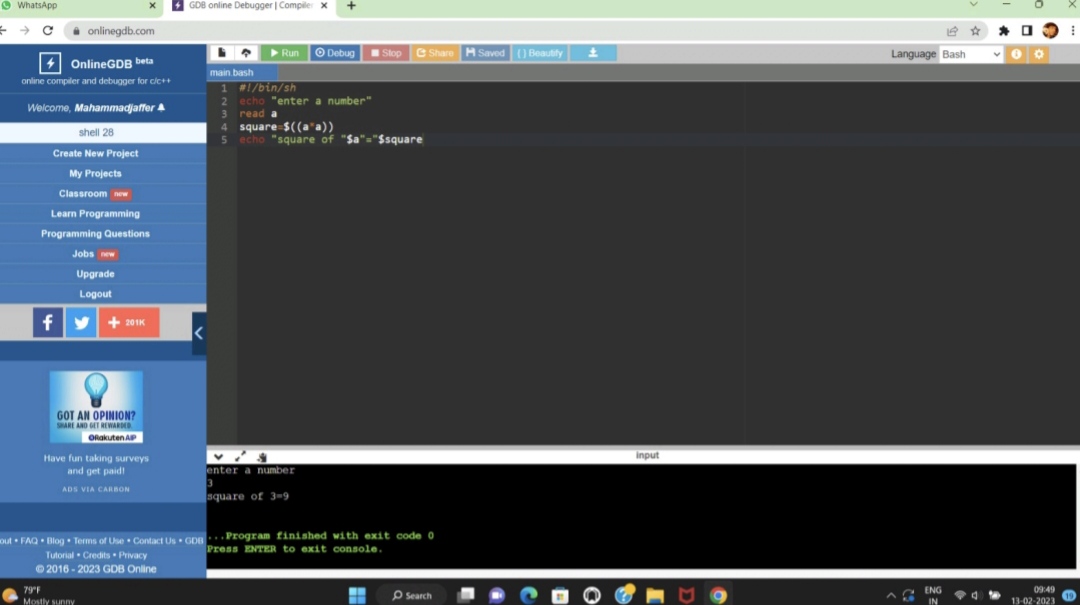 WhatsApp
GDB online Debugger | Compiler
onlinegdb.com
OnlineGDB beta
online compiler and debugger for c/c++
Welcome, Mahammadjaffer
shell 28
Create New Project
My Projects
Classroom new
Learn Programming
Programming Questions
Jobs new
Upgrade
Logout
201K
GOT AN OPINION?
SHARE AND GET REWARDED.
Rakuten AIP
Have fun taking surveys
and get paid!
ADS VIA CARBON
out • FAQ • Blog • Terms of Use • Contact Us • GDB
Tutorial • Credits • Privacy
© 2016 - 2023 GDB Online
Run Debug Stop Share Saved { } Beautify
Language Bash
main.bash
1 #!/bin/sh
2 echo "enter a number"
3 read a
4 square=$((a*a))
5 echo "square of "$a"="$square
input
enter a number
3
square of 3=9
...Program finished with exit code 0
Press ENTER to exit console.
79°F
Mostly sunny
Search
ENG
IN
09:49
13-02-2023
19